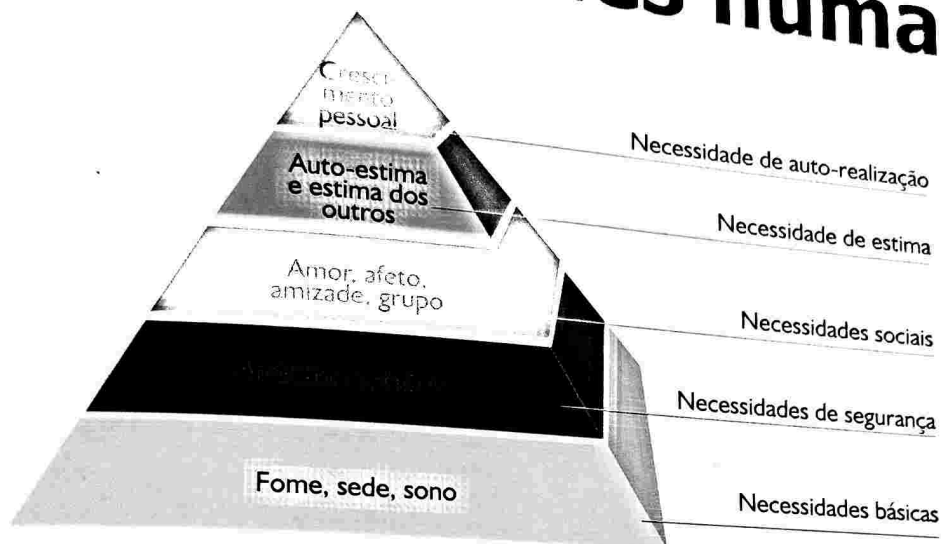 huma
Cresci-
mento
pessoal
Necessidade de auto-realização
Auto-estima
e estima dos
outros
Necessidade de estima
Amor, afeto,
amizade, grupo
Necessidades sociais
Necessidades de segurança
Fome, sede, sono
Necessidades básicas